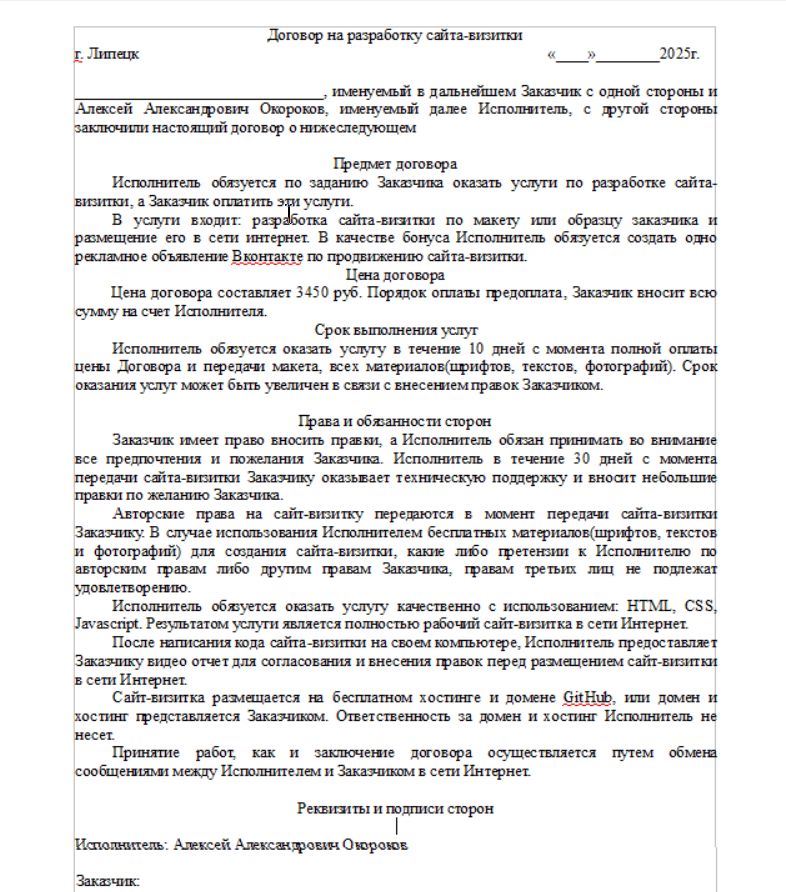 Договор на разработку сайта-визитки
г. Липецк «____»_________2025г.
___________________________________, именуемый в дальнейшем Заказчик с одной стороны и
Алексей Александрович Окороков, именуемый далее Исполнитель, с другой стороны
заключили настоящий договор о нижеследующем
Предмет договора
Исполнитель обязуется по заданию Заказчика оказать услуги по разработке сайта-
визитки, а Заказчик оплатить эти услуги.
В услуги входит: разработка сайта-визитки по макету или образцу заказчика и
размещение его в сети интернет. В качестве бонуса Исполнитель обязуется создать одно
рекламное объявление Вконтакте по продвижению сайта-визитки.
Цена договора
Цена договора составляет 3450 руб. Порядок оплаты предоплата, Заказчик вносит всю
сумму на счет Исполнителя.
Срок выполнения услуг
Исполнитель обязуется оказать услугу в течение 10 дней с момента полной оплаты
цены Договора и передачи макета, всех материалов(шрифтов, текстов, фотографий). Срок
оказания услуг может быть увеличен в связи с внесением правок Заказчиком.
Права и обязанности сторон
Заказчик имеет право вносить правки, а Исполнитель обязан принимать во внимание
все предпочтения и пожелания Заказчика. Исполнитель в течение 30 дней с момента
передачи сайта-визитки Заказчику оказывает техническую поддержку и вносит небольшие
правки по желанию Заказчика.
Авторские права на сайт-визитку передаются в момент передачи сайта-визитки
Заказчику. В случае использования Исполнителем бесплатных материалов(шрифтов, текстов
и фотографий) для создания сайта-визитки, какие либо претензии к Исполнителю по
авторским правам либо другим правам Заказчика, правам третьих лиц не подлежат
удовлетворению.
Исполнитель обязуется оказать услугу качественно с использованием: HTML, CSS,
Javascript. Результатом услуги является полностью рабочий сайт-визитка в сети Интернет.
После написания кода сайта-визитки на своем компьютере, Исполнитель предоставляет
Заказчику видео отчет для согласования и внесения правок перед размещением сайт-визитки
в сети Интернет.
Сайт-визитка размещается на бесплатном хостинге и домене GitHub, или домен и
хостинг представляется Заказчиком. Ответственность за домен и хостинг Исполнитель не
несет.
Принятие работ, как и заключение договора осуществляется путем обмена
сообщениями между Исполнителем и Заказчиком в сети Интернет.
Реквизиты и подписи сторон
Исполнитель: Алексей Александрович Окороков
Заказчик: